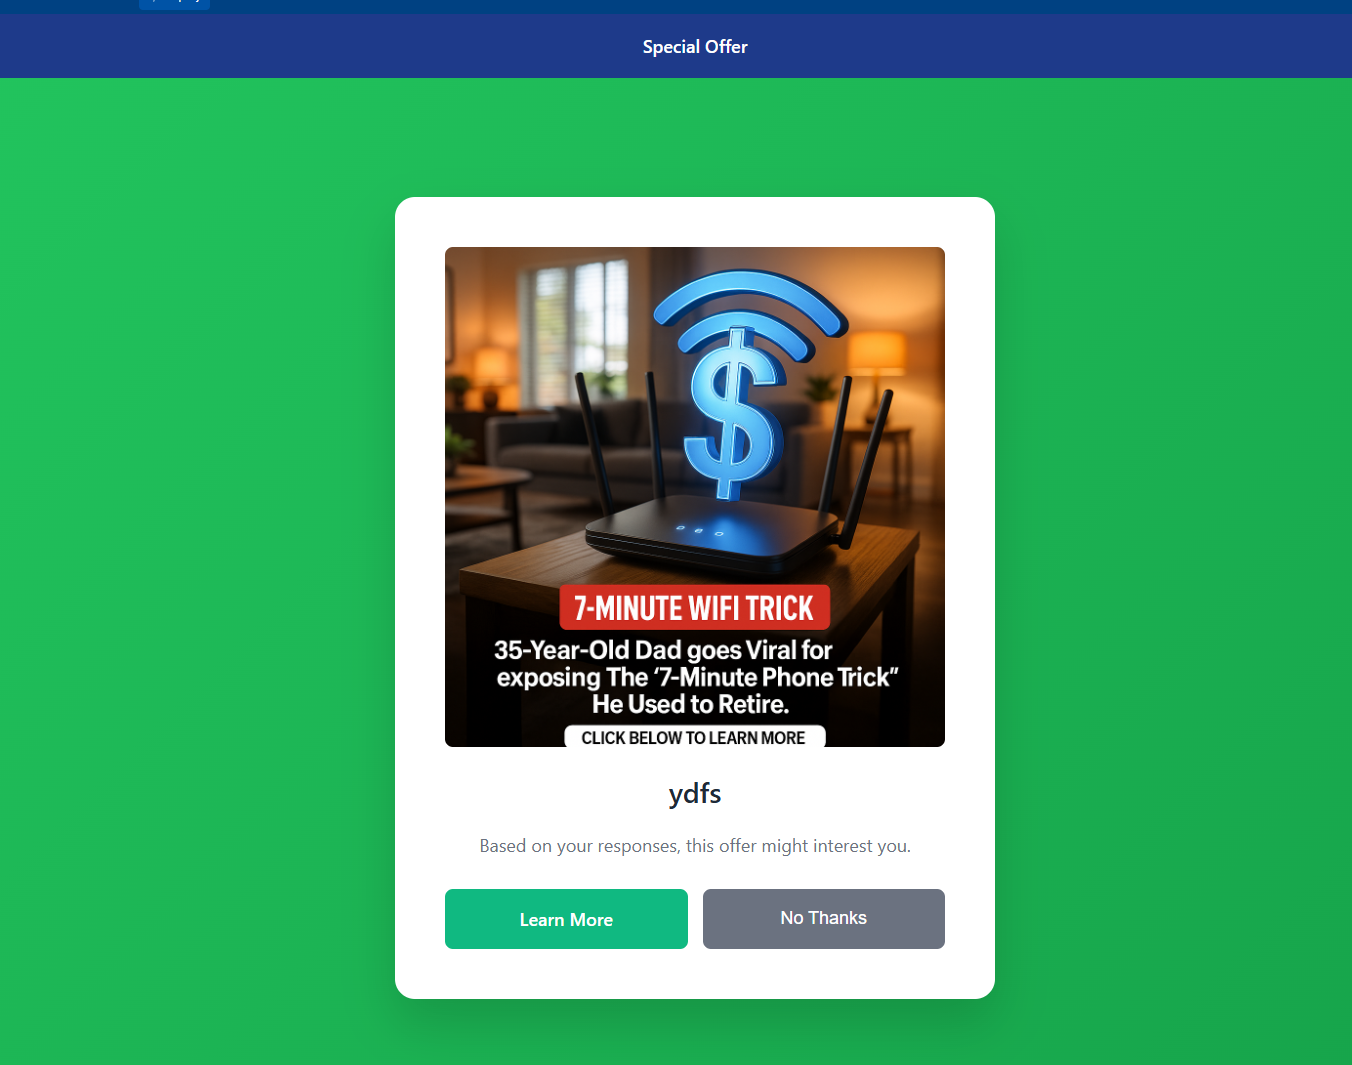 Special Offer
7-MINUTE WIFI TRICK
35-Year-Old Dad goes Viral for
exposing The ‘7-Minute Phone Trick”
He Used to Retire.
CLICK BELOW TO LEARN MORE
ydfs
Based on your responses, this offer might interest you.
Learn More
No Thanks